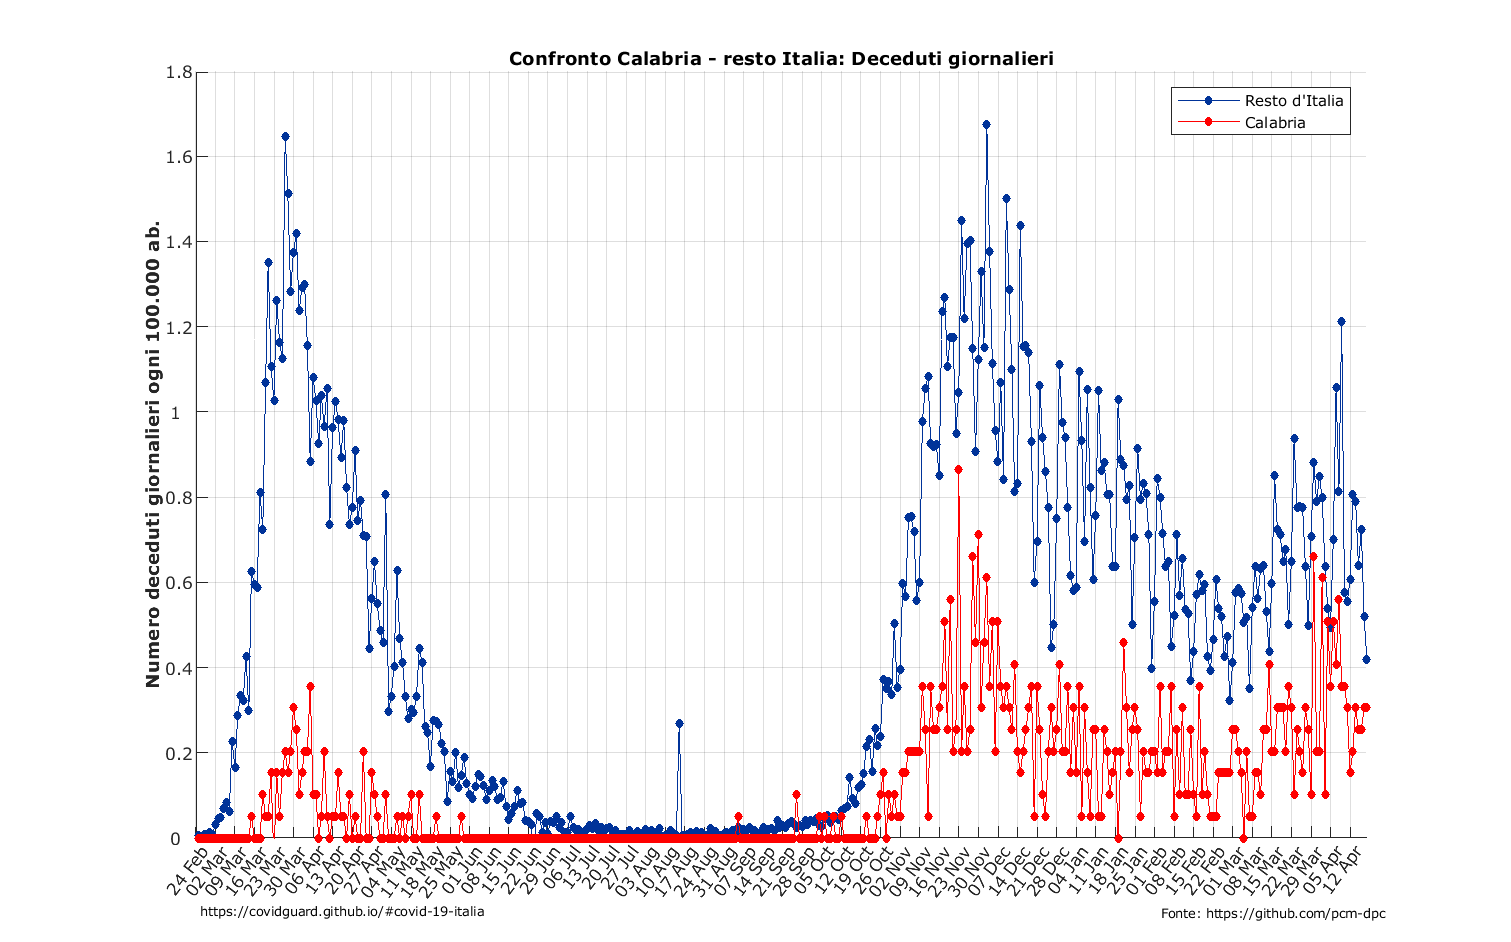 Confronto Calabria - resto Italia: Deceduti giornalieri
Resto d'Italia
Calabria
Numero deceduti giornalieri ogni 100.000 ab.
1.8
1.6
1.4
1.2
1
0.8
0.6
0.4
0.2
0
24 Feb
02 Mar
09 Mar
16 Mar
23 Mar
30 Mar
06 Apr
13 Apr
20 Apr
27 Apr
04 May
11 May
18 May
25 May
01 Jun
08 Jun
15 Jun
22 Jun
29 Jun
06 Jul
13 Jul
20 Jul
27 Jul
03 Aug
10 Aug
17 Aug
24 Aug
31 Aug
07 Sep
14 Sep
21 Sep
28 Sep
05 Oct
12 Oct
19 Oct
26 Oct
02 Nov
09 Nov
16 Nov
23 Nov
30 Nov
07 Dec
14 Dec
21 Dec
28 Dec
04 Jan
11 Jan
18 Jan
25 Jan
01 Feb
08 Feb
15 Feb
22 Feb
01 Mar
08 Mar
15 Mar
22 Mar
29 Mar
05 Apr
12 Apr
https://covidguard.github.io/#covid-19-italia
Fonte: https://github.com/pcm-dpc